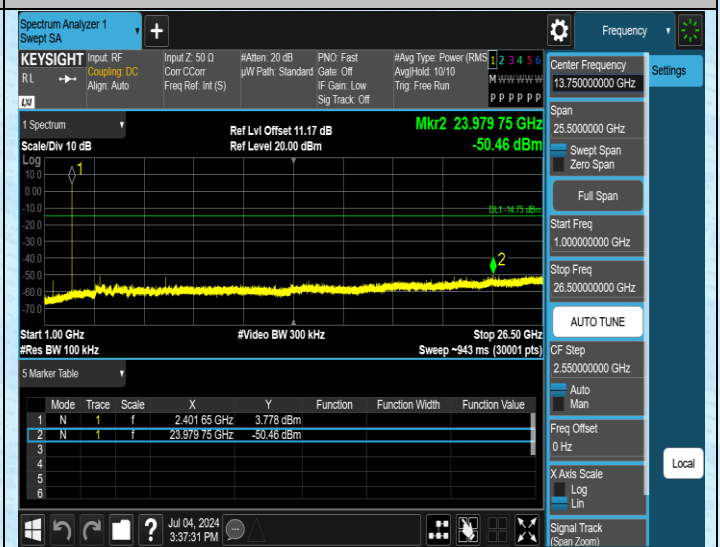 Spectrum Analyzer 1
Swept SA
Frequency
KEYSIGHT
RL
LXI
Input: RF
Coupling: DC
Align: Auto
Input Z: 50 Ω
Corr CCorr
Freq Ref: Int (S)
#Atten: 20 dB
µW Path: Standard
PNO: Fast
Gate: Off
IF Gain: Low
Sig Track: Off
#Avg Type: Power (RMS
Avg|Hold: 10/10
Trig: Free Run
1 2 3 4 5 6
M W W W W W
P P P P P P
1 Spectrum
Scale/Div 10 dB
Ref Lvl Offset 11.17 dB
Ref Level 20.00 dBm
Mkr2 23.979 75 GHz
-50.46 dBm
Log
10.0
0.00
-10.0
-20.0
-30.0
-40.0
-50.0
-60.0
-70.0
1
DL1 -14.75 dBm
2
Start 1.00 GHz
#Res BW 100 kHz
#Video BW 300 kHz
Stop 26.50 GHz
Sweep ~943 ms (30001 pts)
5 Marker Table
Mode Trace Scale X Y Function Function Width Function Value
1 N 1 f 2.401 65 GHz 3.778 dBm
2 N 1 f 23.979 75 GHz -50.46 dBm
3
4
5
6
Jul 04, 2024
3:37:31 PM
Center Frequency
13.750000000 GHz
Span
25.5000000 GHz
Swept Span
Zero Span
Full Span
Start Freq
1.000000000 GHz
Stop Freq
26.500000000 GHz
AUTO TUNE
CF Step
2.550000000 GHz
Auto
Man
Freq Offset
0 Hz
X Axis Scale
Log
Lin
Signal Track
(Span Zoom)
Settings
Local